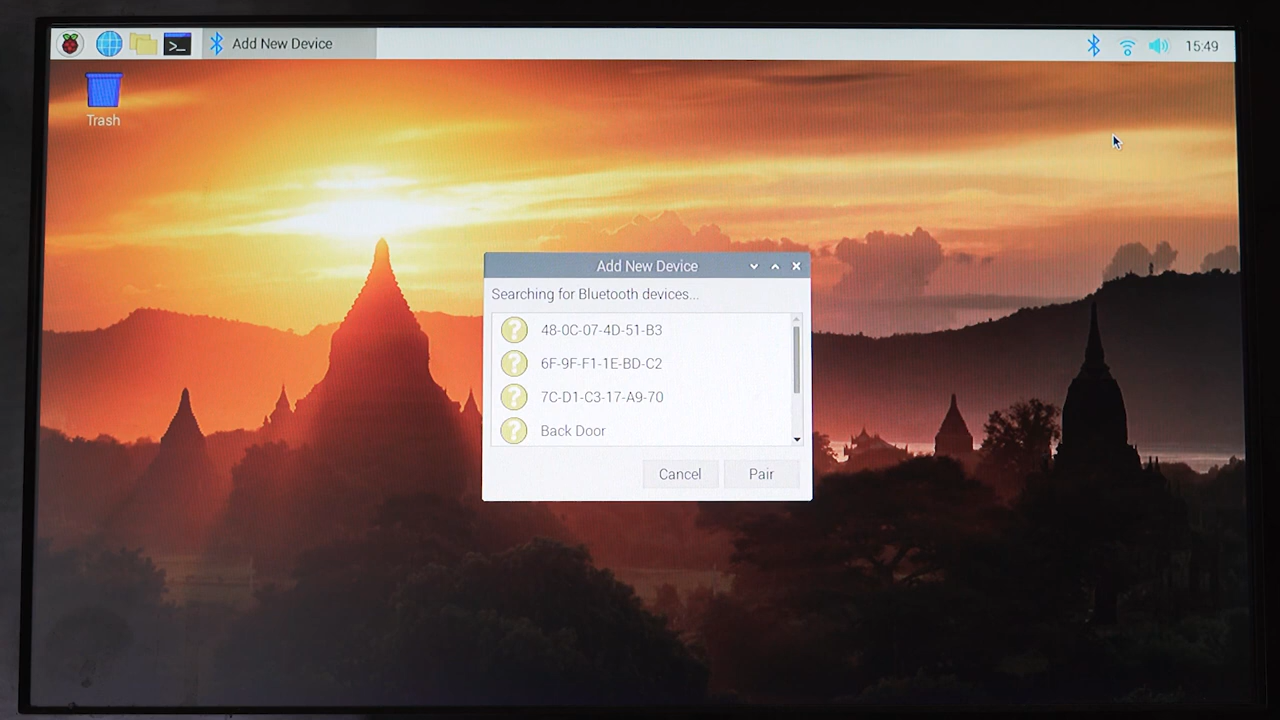 Add New Device
15:49
Trash
Add New Device
Searching for Bluetooth devices...
48-0C-07-4D-51-B3
6F-9F-F1-1E-BD-C2
7C-D1-C3-17-A9-70
Back Door
Cancel Pair